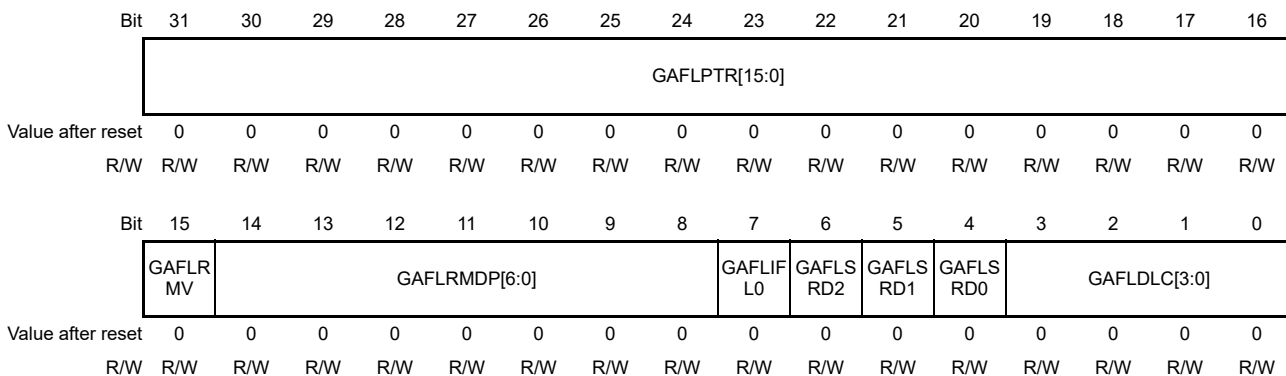 Bit 31 30 29 28 27 26 25 24 23 22 21 20 19 18 17 16
GAFLPTR[15:0]
Value after reset 0 0 0 0 0 0 0 0 0 0 0 0 0 0 0 0
R/W R/W R/W R/W R/W R/W R/W R/W R/W R/W R/W R/W R/W R/W R/W R/W R/W
Bit 15 14 13 12 11 10 9 8 7 6 5 4 3 2 1 0
GAFLR MV GAFLRMDP[6:0] GAFLIF L0 GAFLS RD2 GAFLS RD1 GAFLS RD0 GAFLDLC[3:0]
Value after reset 0 0 0 0 0 0 0 0 0 0 0 0 0 0 0 0
R/W R/W R/W R/W R/W R/W R/W R/W R/W R/W R/W R/W R/W R/W R/W R/W R/W